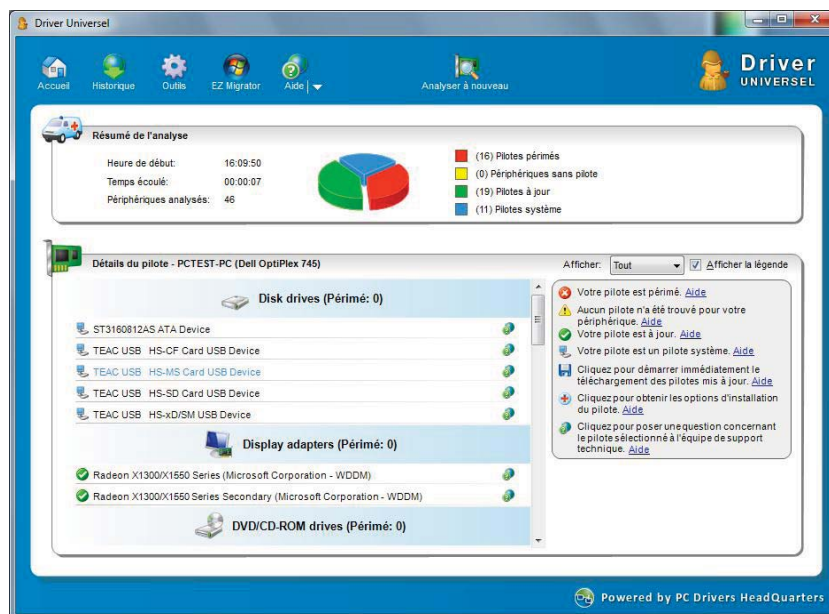 Driver Universel
Accueil
Historique
Outils
EZ Migrator
Aide
Analyser à nouveau
Driver
UNIVERSEL
Résumé de l'analyse
Heure de début: 16:09:50
Temps écoulé: 00:00:07
Périphériques analysés: 46
(16) Pilotes périmés
(0) Périphériques sans pilote
(19) Pilotes à jour
(11) Pilotes système
Détails du pilote - PCTEST-PC (Dell OptiPlex 745)
Afficher: Tout
Afficher la légende
Disk drives (Périmé: 0)
ST3160812AS ATA Device
TEAC USB HS-CF Card USB Device
TEAC USB HS-MS Card USB Device
TEAC USB HS-SD Card USB Device
TEAC USB HS-xD/SM USB Device
Display adapters (Périmé: 0)
Radeon X1300/X1550 Series (Microsoft Corporation - WDDM)
Radeon X1300/X1550 Series Secondary (Microsoft Corporation - WDDM)
DVD/CD-ROM drives (Périmé: 0)
Votre pilote est périmé. Aide
Aucun pilote n'a été trouvé pour votre
périphérique. Aide
Votre pilote est à jour. Aide
Votre pilote est un pilote système. Aide
Cliquez pour démarrer immédiatement le
téléchargement des pilotes mis à jour. Aide
Cliquez pour obtenir les options d'installation
du pilote. Aide
Cliquez pour poser une question concernant
le pilote sélectionné à l'équipe de support
technique. Aide
Powered by PC Drivers HeadQuarters